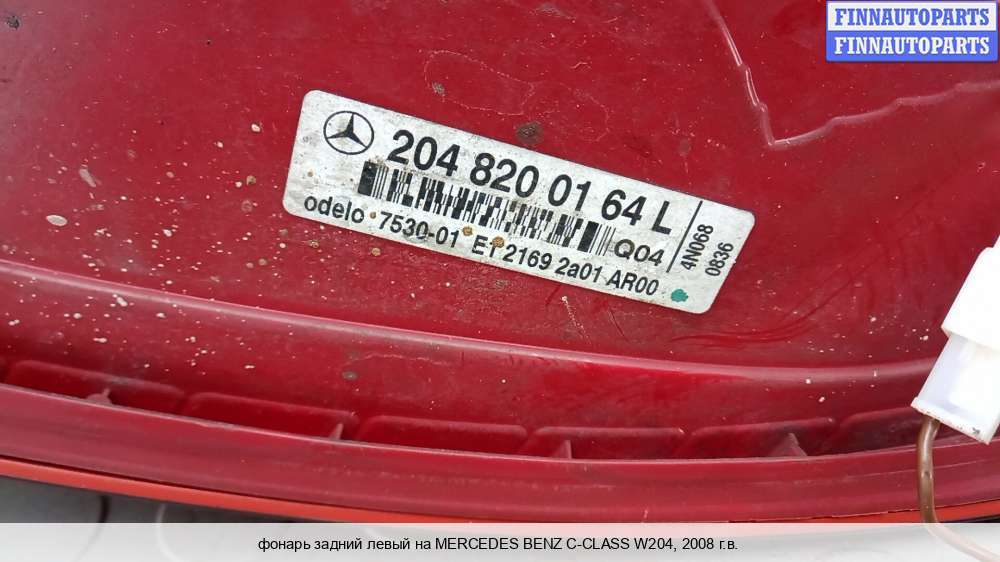 FINNAUTOPARTS
FINNAUTOPARTS
204 820 01 64 L
Q04
4N068
0836
odelo 7530-01 E1 2169 2a01 AR00
фонарь задний левый на MERCEDES BENZ C-CLASS W204, 2008 г.в.